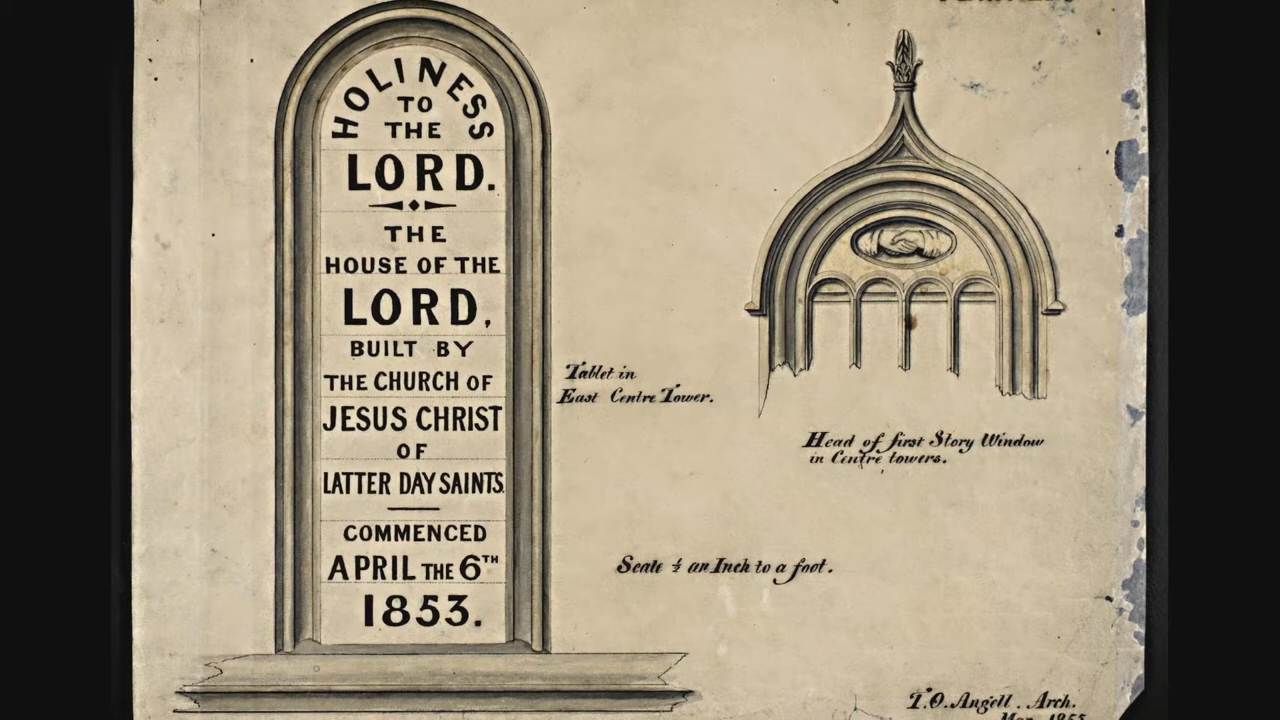 HOLINESS
TO
THE
LORD.
THE
HOUSE OF THE
LORD,
BUILT BY
THE CHURCH OF
JESUS CHRIST
OF
LATTER DAY SAINTS.
COMMENCED
APRIL THE 6TH
1853.
Tablet in
East Centre Tower.
Head of first Story Window
in Centre towers.
Scale ½ an Inch to a foot.
T.O. Angell. Arch.